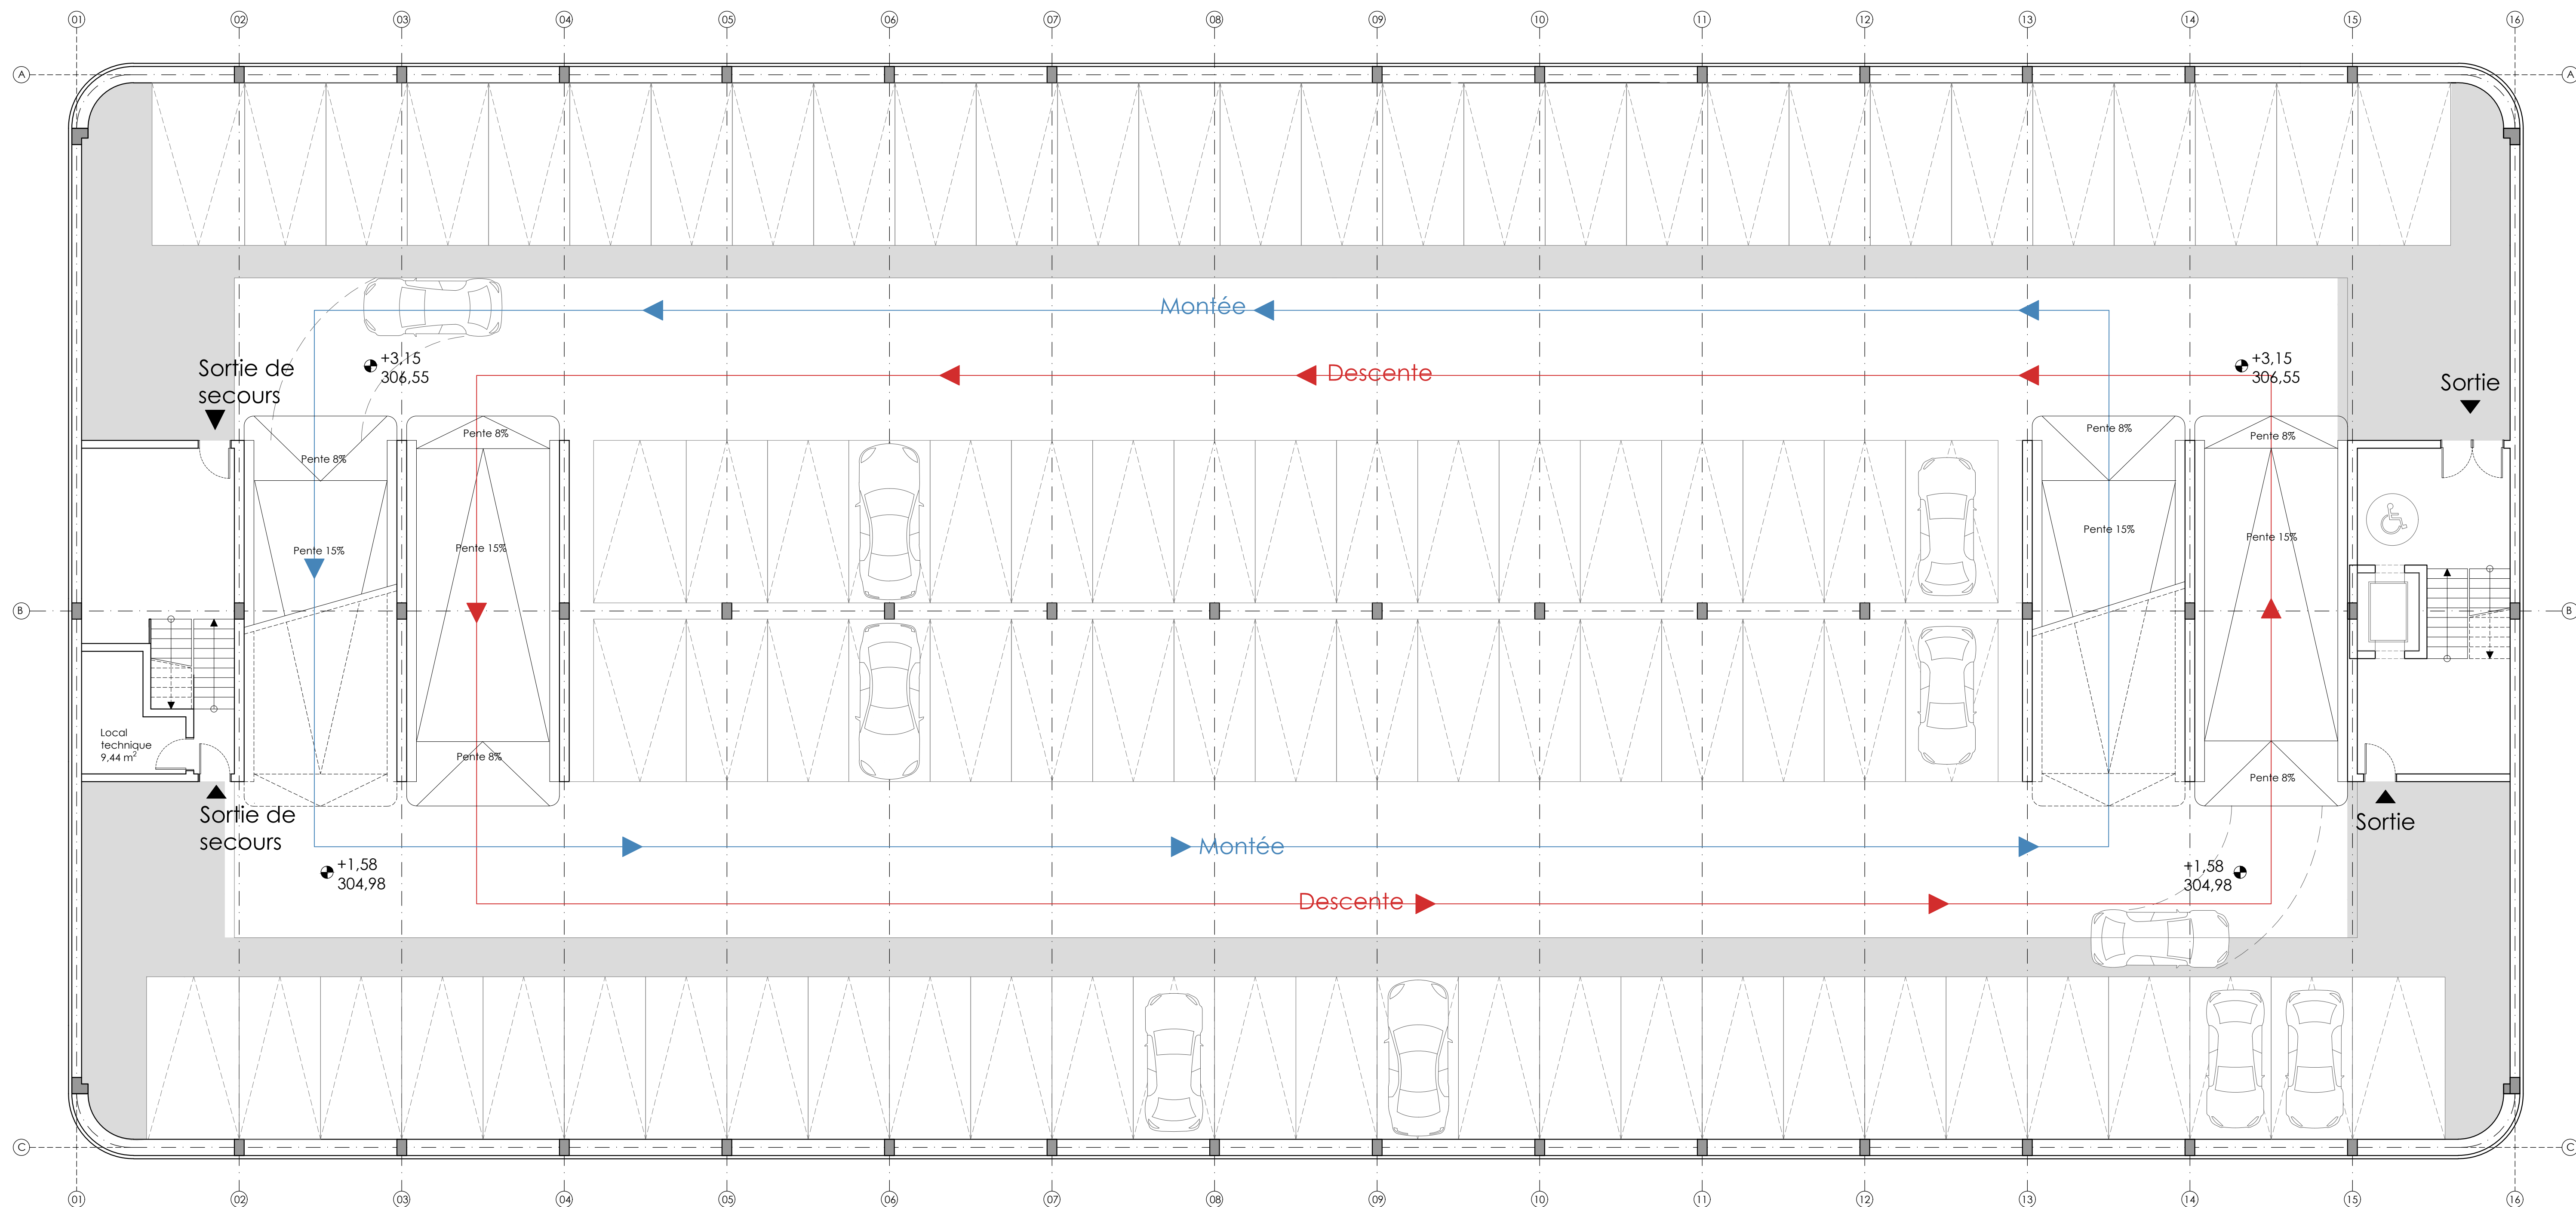 01 02 03 04 05 06 07 08 09 10 11 12 13 14 15 16
A A
Montée
Sortie de
secours
+3,15
306,55
Descente
+3,15
306,55
Sortie
Pente 8%
Pente 8%
Pente 8%
Pente 8%
Pente 15%
Pente 15%
Pente 15%
Pente 15%
B B
Local
technique
9,44 m²
Pente 8%
Pente 8%
Sortie de
secours
Montée
Sortie
+1,58
304,98
+1,58
304,98
Descente
C C
01 02 03 04 05 06 07 08 09 10 11 12 13 14 15 16